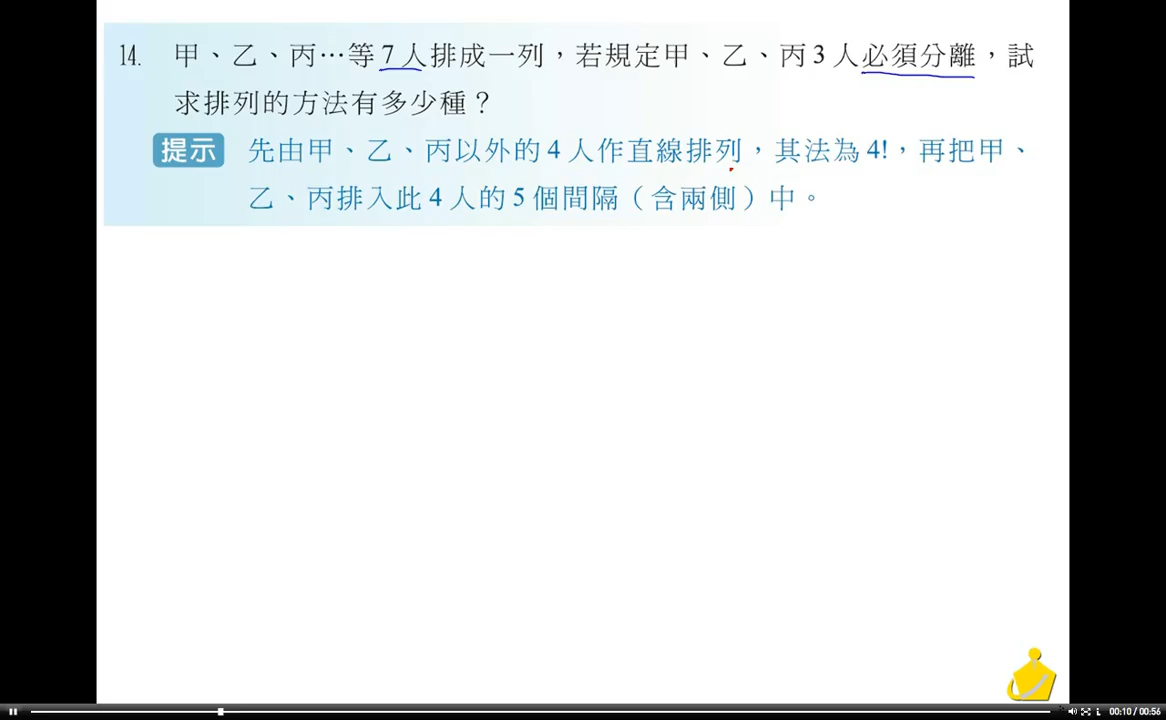 14. 甲、乙、丙…等7人排成一列，若規定甲、乙、丙3人必須分離，試
求排列的方法有多少種？
提示 先由甲、乙、丙以外的4人作直線排列，其法為4!，再把甲、
乙、丙排入此4人的5個間隔（含兩側）中。
00:10 / 00:56